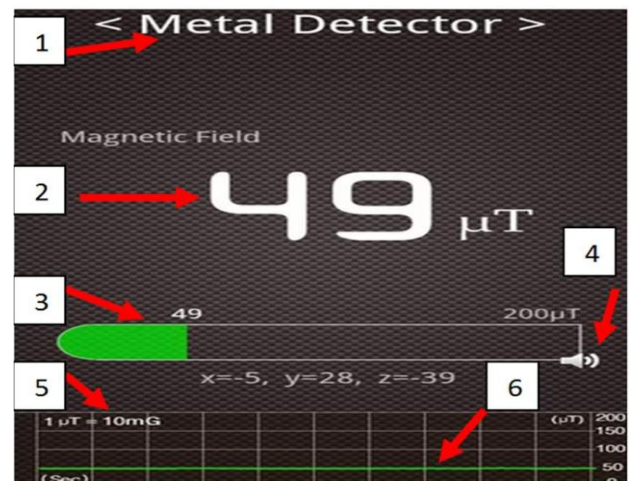 < Metal Detector >
1
Magnetic Field
2
49 μT
4
3
49 200μT
x=-5, y=28, z=-39
5
6
1 μT = 10mG (μT) 200
150
100
50
(Sec) 0